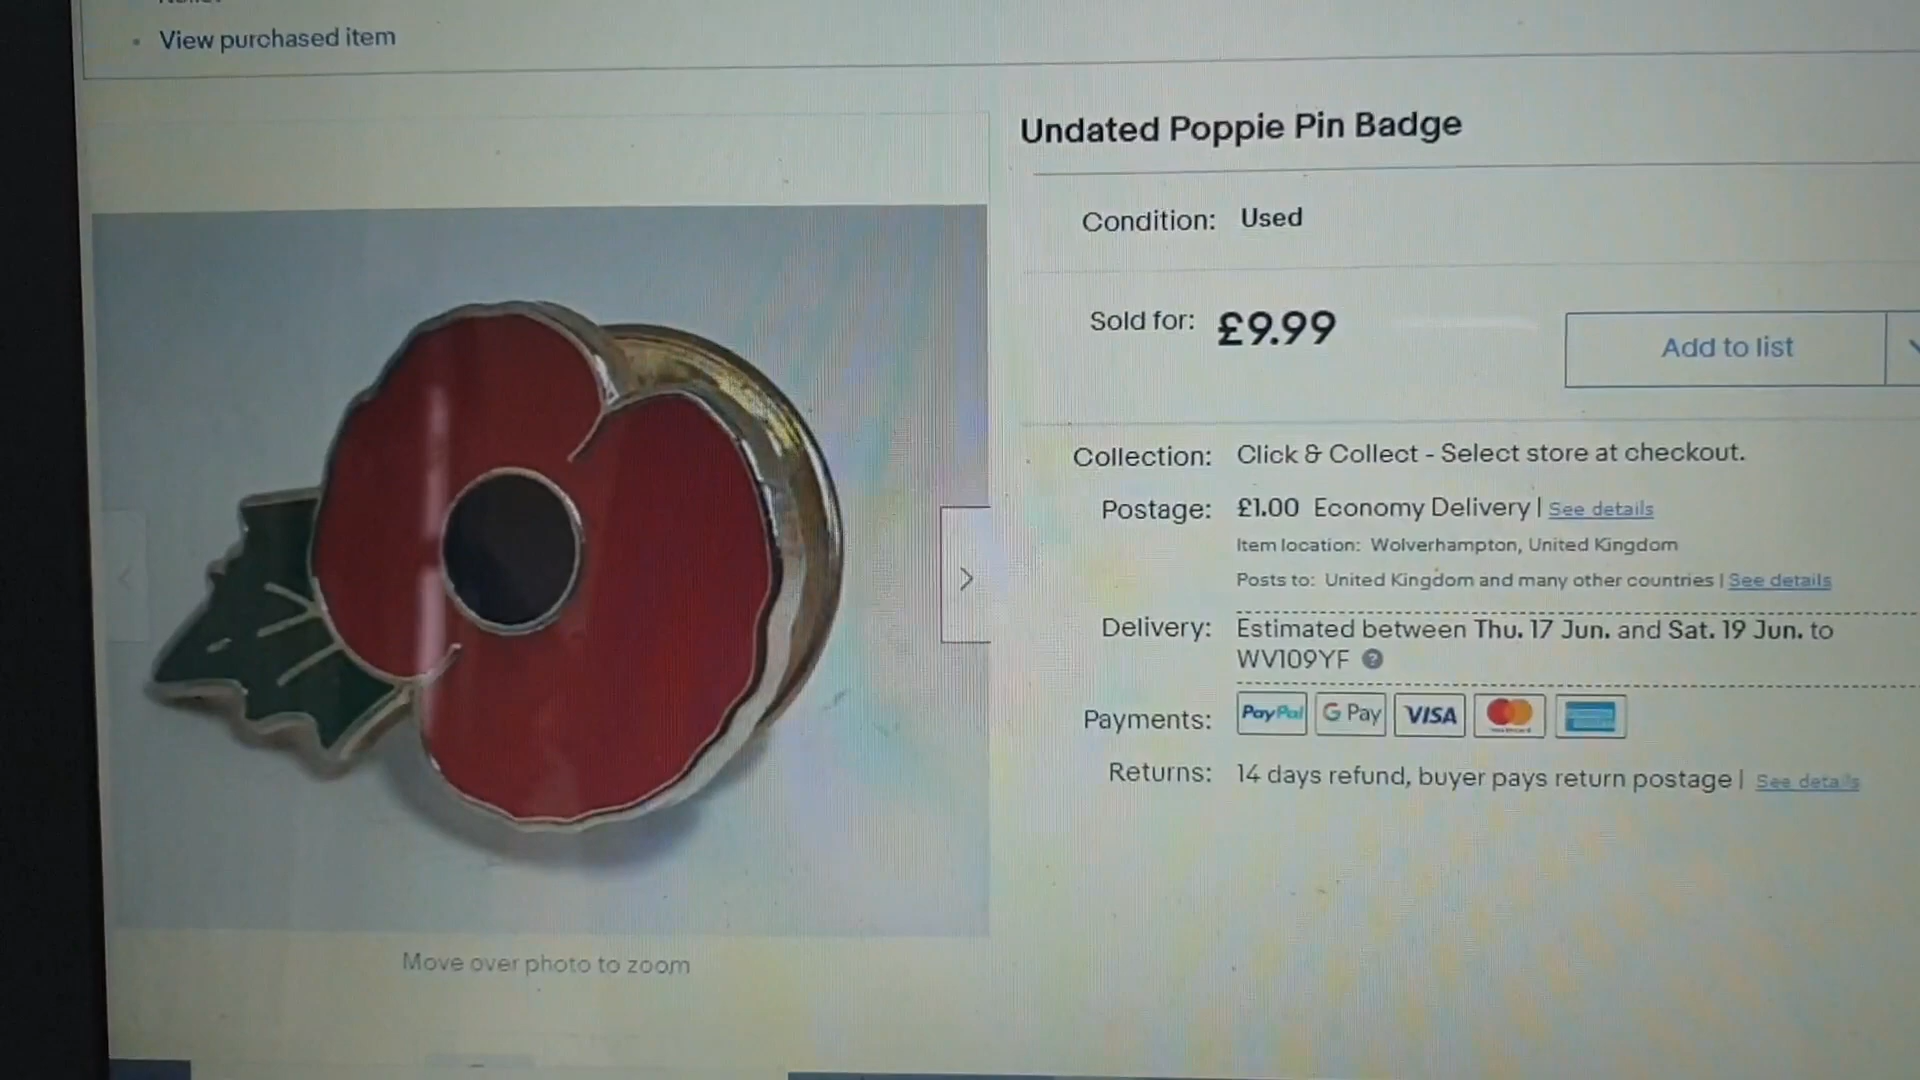 View purchased item
Undated Poppie Pin Badge
Condition: Used
Sold for: £9.99
Add to list
Collection: Click & Collect - Select store at checkout.
Postage: £1.00 Economy Delivery | See details
Item location: Wolverhampton, United Kingdom
Posts to: United Kingdom and many other countries | See details
Delivery: Estimated between Thu. 17 Jun. and Sat. 19 Jun. to
WV109YF ?
Payments: PayPal G Pay VISA
Returns: 14 days refund, buyer pays return postage | See details
Move over photo to zoom